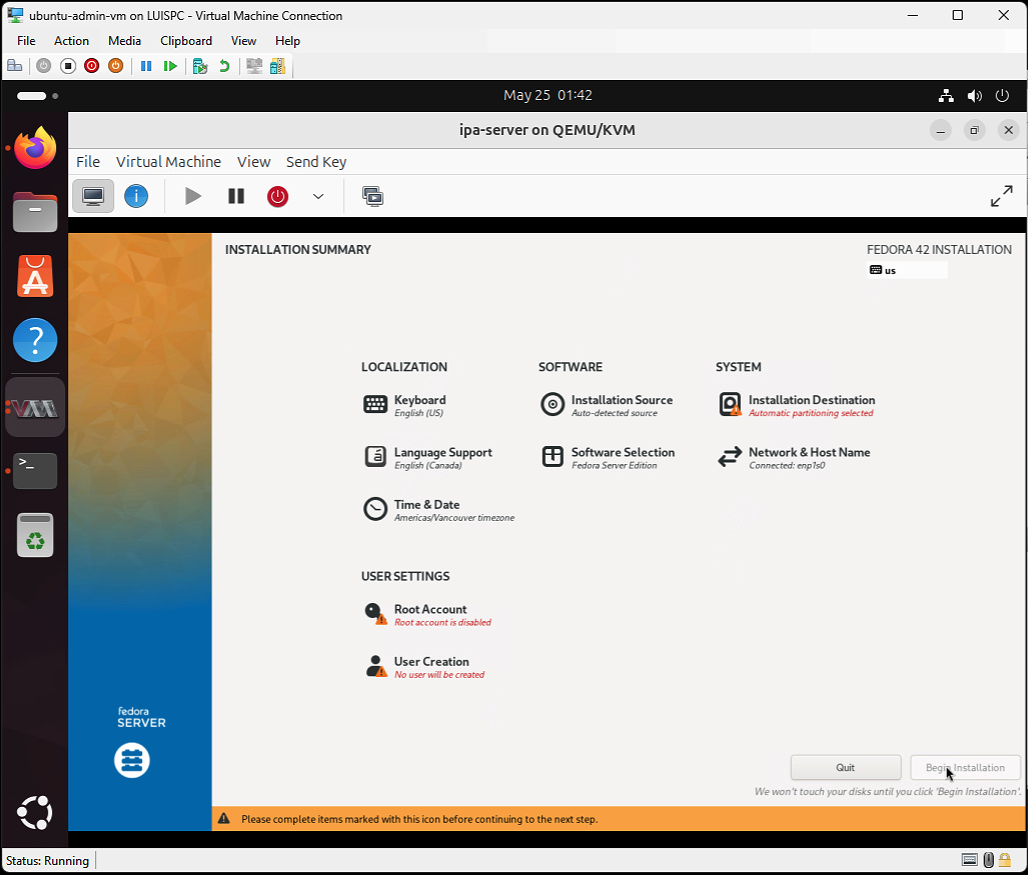 ubuntu-admin-vm on LUISPC - Virtual Machine Connection
File Action Media Clipboard View Help
May 25 01:42
ipa-server on QEMU/KVM
File Virtual Machine View Send Key
INSTALLATION SUMMARY
FEDORA 42 INSTALLATION
us
LOCALIZATION
Keyboard
English (US)
Language Support
English (Canada)
Time & Date
Americas/Vancouver timezone
SOFTWARE
Installation Source
Auto-detected source
Software Selection
Fedora Server Edition
SYSTEM
Installation Destination
Automatic partitioning selected
Network & Host Name
Connected: enp1s0
USER SETTINGS
Root Account
Root account is disabled
User Creation
No user will be created
fedora
SERVER
Quit
Begin Installation
We won't touch your disks until you click 'Begin Installation'.
Please complete items marked with this icon before continuing to the next step.
Status: Running